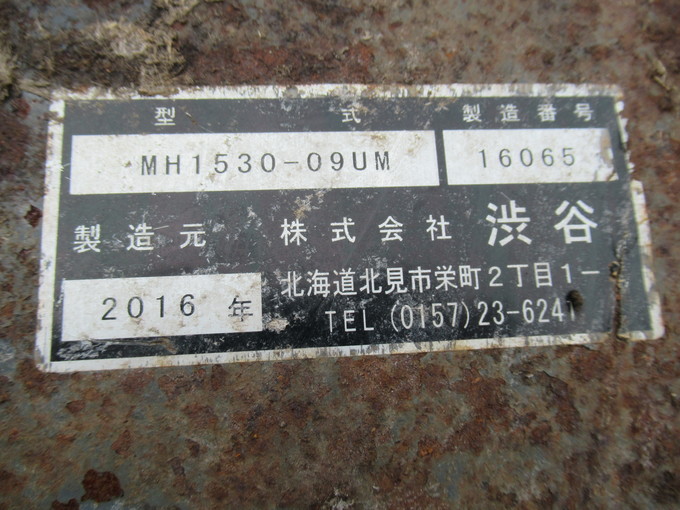 型 式 製造番号
MH1530-09UM 16065
製造元 株式会社 渋谷
北海道北見市栄町2丁目1-
2016 年
TEL (0157)23-6241